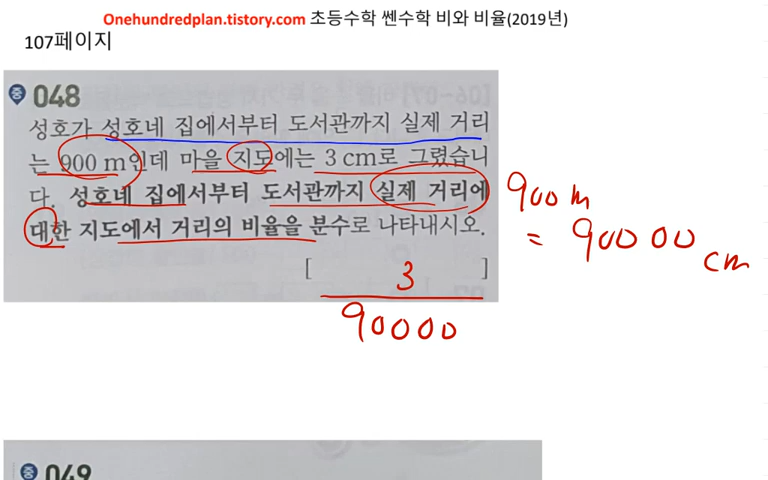 Onehundredplan.tistory.com 초등수학 쎈수학 비와 비율(2019년)
107페이지
중 048
성호가 성호네 집에서부터 도서관까지 실제 거리
는 900 m인데 마을 지도에는 3 cm로 그렸습니
다. 성호네 집에서부터 도서관까지 실제 거리에
대한 지도에서 거리의 비율을 분수로 나타내시오.
900 m
= 90000 cm
[ 3 ]
90000
중 049